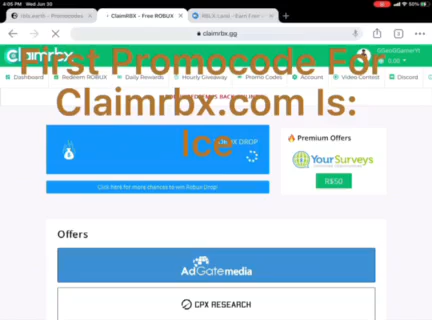 4:05 PM Wed Jun 30
ClaimRBX - Free ROBUX
claimrbx.gg
First Promocode For
Claimrbx.com Is:
Ice
Dashboard Redeem ROBUX Daily Rewards Hourly Giveaway Promo Codes Account Video Contest Discord
DROP
Click here for more chances to win Robux Drop!
Premium Offers
YourSurveys
R$50
Offers
AdGatemedia
CPX RESEARCH